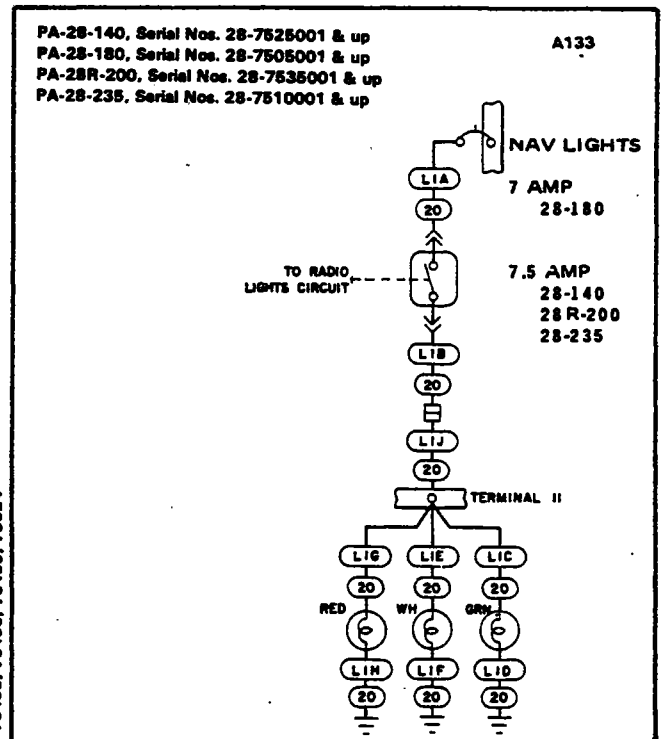 PA-28-140, Serial Nos. 28-7525001 & up
PA-28-180, Serial Nos. 28-7505001 & up
PA-28R-200, Serial Nos. 28-7535001 & up
PA-28-235, Serial Nos. 28-7510001 & up
A133
NAV LIGHTS
L1A
7 AMP
28-180
20
TO RADIO
LIGHTS CIRCUIT
7.5 AMP
28-140
28R-200
28-235
L1B
20
L1J
20
TERMINAL 11
L1G L1E L1C
20 20 20
RED WH GRN
L1H L1F L1D
20 20 20